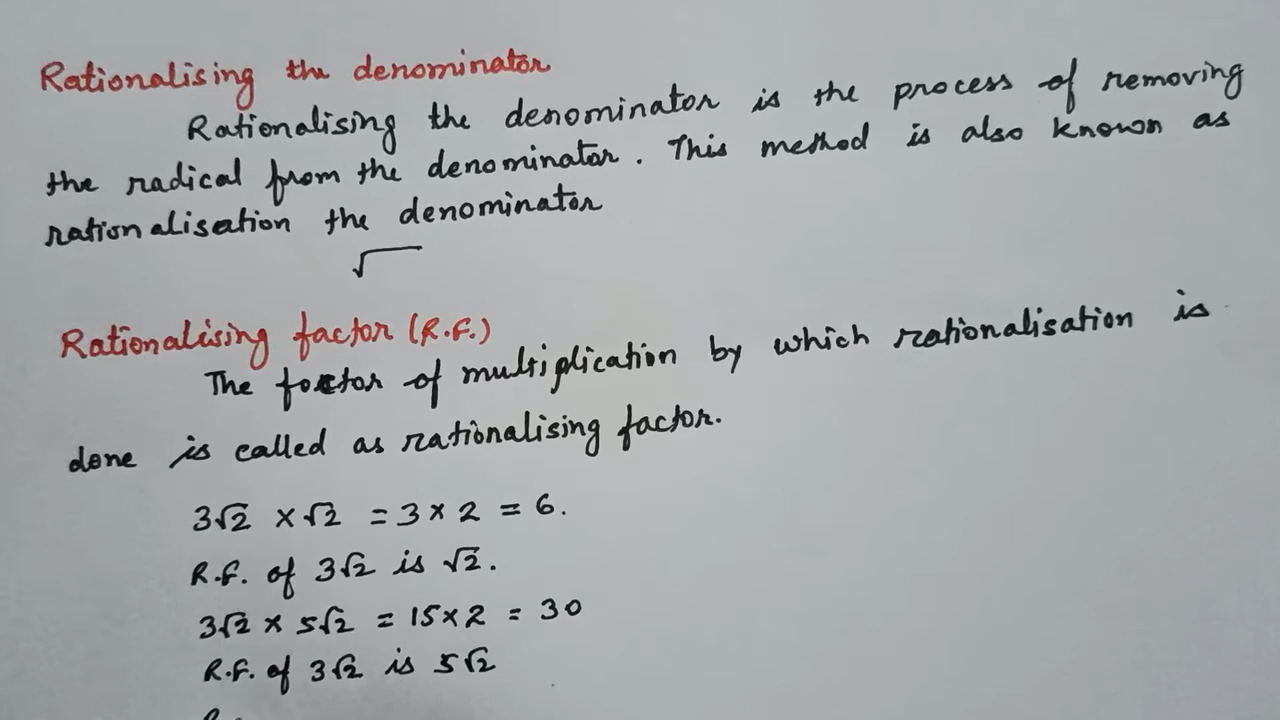 Rationalising the denominator
Rationalising the denominator is the process of removing
the radical from the denominator. This method is also known as
rationalisation the denominator
√
Rationalising factor (R.F.)
The factor of multiplication by which rationalisation is
done is called as rationalising factor.
3√2 × √2 = 3 × 2 = 6.
R.F. of 3√2 is √2.
3√2 × 5√2 = 15 × 2 = 30
R.F. of 3√2 is 5√2